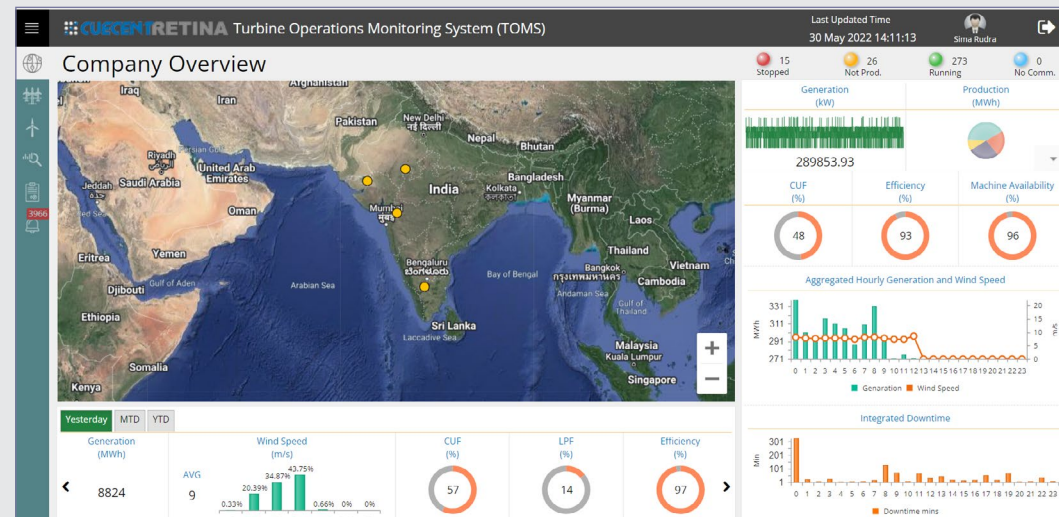 RETINA Turbine Operations Monitoring System (TOMS)
Last Updated Time
30 May 2022 14:11:13
Sima Rudra
Company Overview
15
Stopped
26
Not Prod.
273
Running
0
No Comm.
3966
Iraq
Iran
Afghanistan
Pakistan
New Delhi
नई दिल्ली
Nepal
Bhutan
Persian Gulf
Riyadh
الرياض
United Arab
Emirates
Jeddah
جدة
Saudi Arabia
Oman
India
Bangladesh
Kolkata
Myanmar
(Burma)
Mumbai
मुंबई
Laos
Red Sea
Eritrea
Yemen
Thailand
Vietnam
Bengaluru
ಬೆಂಗಳೂರು
Bay of Bengal
Bangkok
กรุงเทพมหานคร
Cambodia
Gulf of Aden
Djibouti
Arabian Sea
Andaman Sea
Gulf of
Thailand
Ethiopia
Sri Lanka
Laccadive Sea
Malaysia
Kuala Lumpur
Somalia
Singapore
Kenya
+
−
Generation
(kW)
289853.93
Production
(MWh)
CUF
(%)
48
Efficiency
(%)
93
Machine Availability
(%)
96
Aggregated Hourly Generation and Wind Speed
MWh
331
311
291
271
20
15
10
5
0
0 1 2 3 4 5 6 7 8 9 10 11 12 13 14 15 16 17 18 19 20 21 22 23
Genaration Wind Speed
Integrated Downtime
Min
301
201
101
1
0 1 2 3 4 5 6 7 8 9 10 11 12 13 14 15 16 17 18 19 20 21 22 23
Downtime mins
Yesterday MTD YTD
Generation
(MWh)
8824
Wind Speed
(m/s)
AVG
9
0.33% 20.39% 34.87% 43.75% 0.66% 0% 0%
CUF
(%)
57
LPF
(%)
14
Efficiency
(%)
97